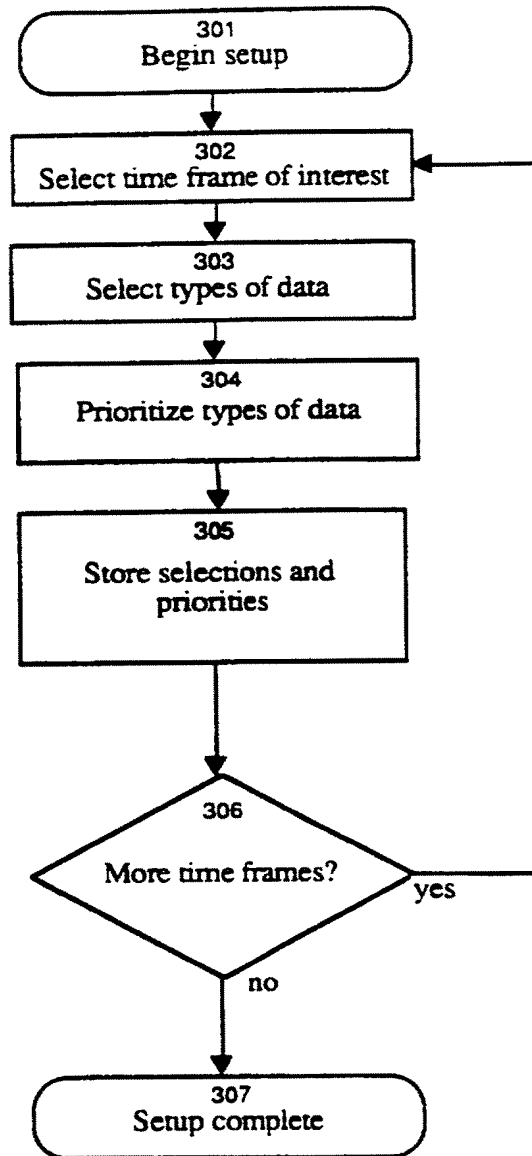 301
Begin setup
302
Select time frame of interest
303
Select types of data
304
Prioritize types of data
305
Store selections and
priorities
306
More time frames?
yes
no
307
Setup complete